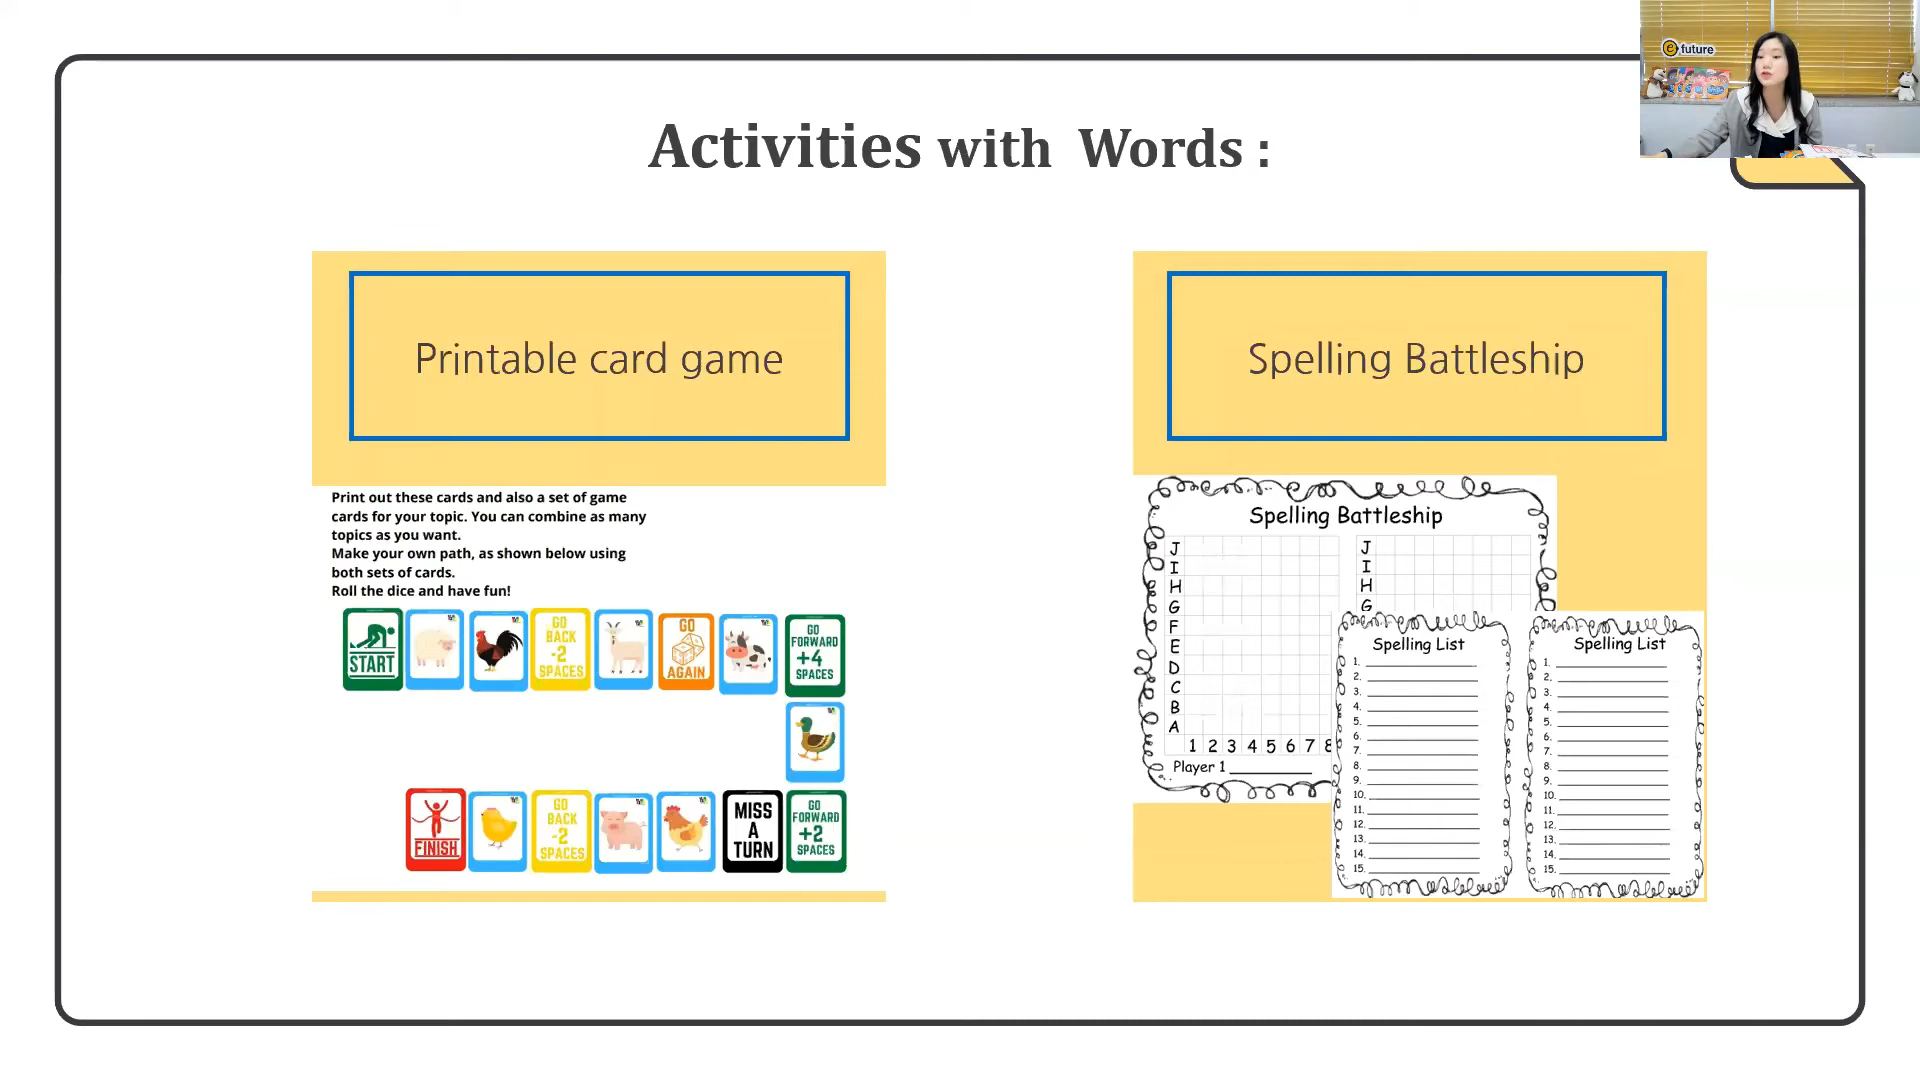 e future
Activities with Words :
Printable card game
Print out these cards and also a set of game
cards for your topic. You can combine as many
topics as you want.
Make your own path, as shown below using
both sets of cards.
Roll the dice and have fun!
START
GO
BACK
-2
SPACES
GO
AGAIN
GO
FORWARD
+4
SPACES
FINISH
GO
BACK
-2
SPACES
MISS
A
TURN
GO
FORWARD
+2
SPACES
Spelling Battleship
Spelling Battleship
J
I
H
G
F
E
D
C
B
A
1 2 3 4 5 6 7 8
Player 1
J
I
H
G
Spelling List
1.
2.
3.
4.
5.
6.
7.
8.
9.
10.
11.
12.
13.
14.
15.
Spelling List
1.
2.
3.
4.
5.
6.
7.
8.
9.
10.
11.
12.
13.
14.
15.